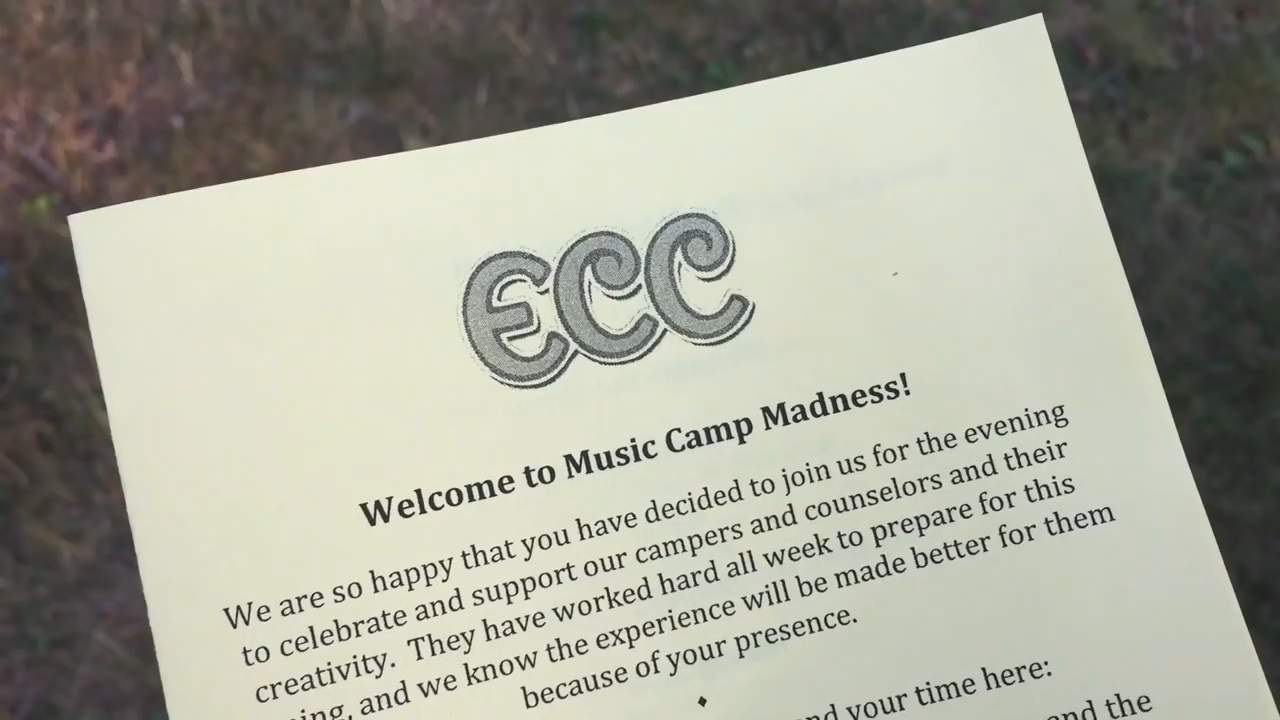 ECC
Welcome to Music Camp Madness!
We are so happy that you have decided to join us for the evening
to celebrate and support our campers and counselors and their
creativity. They have worked hard all week to prepare for this
and we know the experience will be made better for them
because of your presence.
your time here:
the